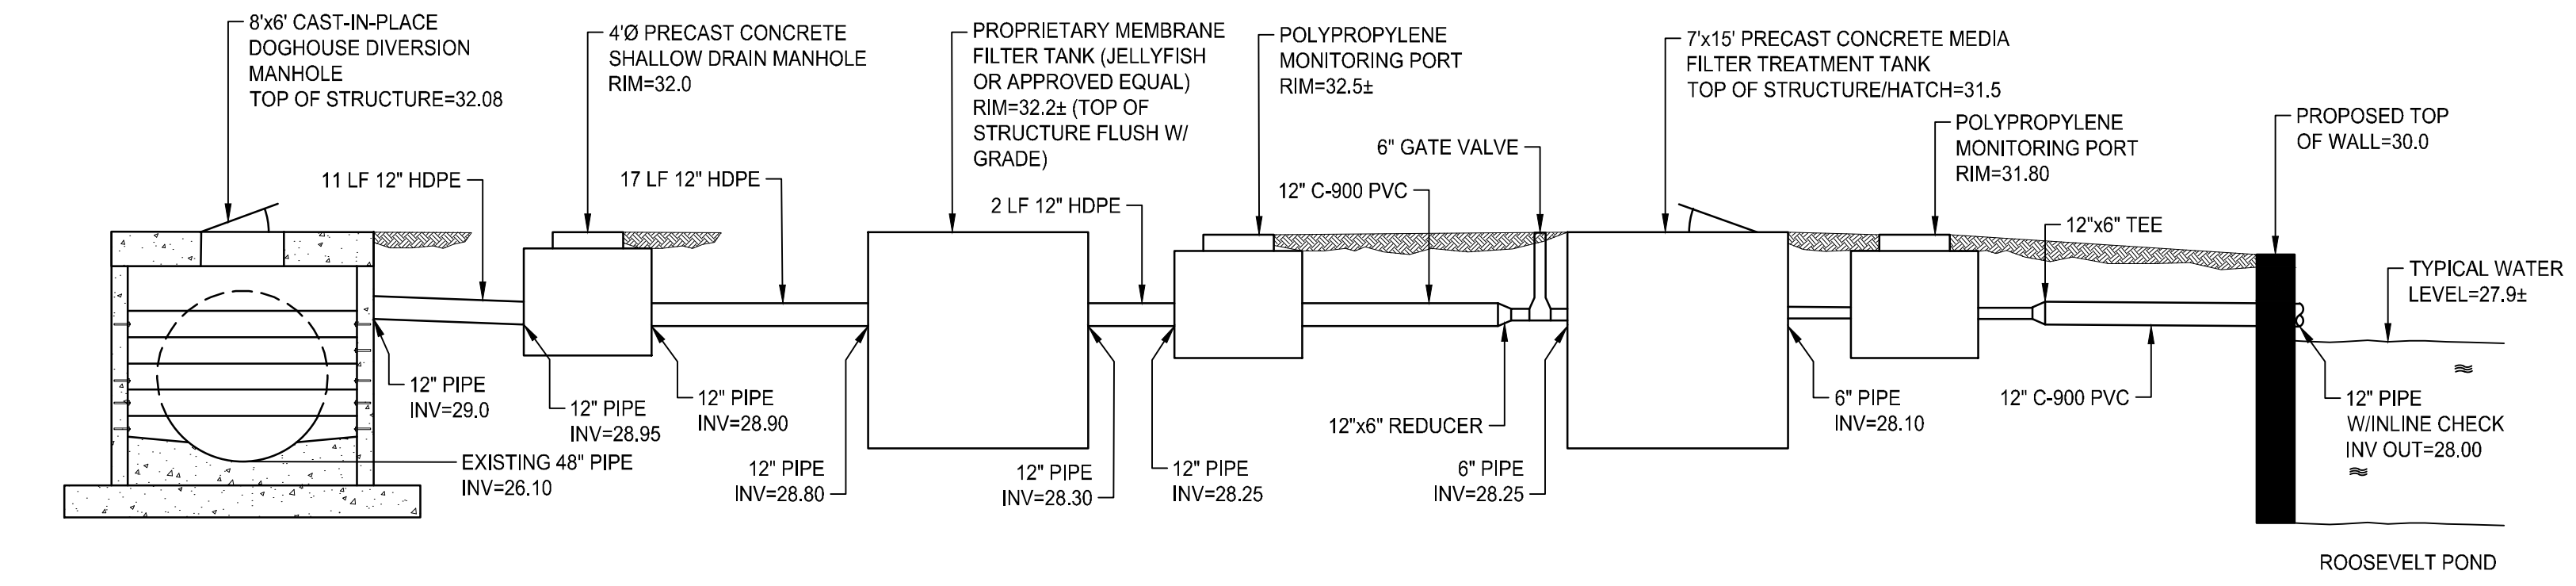 8'x6' CAST-IN-PLACE
DOGHOUSE DIVERSION
MANHOLE
TOP OF STRUCTURE=32.08
4'Ø PRECAST CONCRETE
SHALLOW DRAIN MANHOLE
RIM=32.0
PROPRIETARY MEMBRANE
FILTER TANK (JELLYFISH
OR APPROVED EQUAL)
RIM=32.2± (TOP OF
STRUCTURE FLUSH W/
GRADE)
POLYPROPYLENE
MONITORING PORT
RIM=32.5±
7'x15' PRECAST CONCRETE MEDIA
FILTER TREATMENT TANK
TOP OF STRUCTURE/HATCH=31.5
POLYPROPYLENE
MONITORING PORT
RIM=31.80
PROPOSED TOP
OF WALL=30.0
11 LF 12" HDPE
17 LF 12" HDPE
2 LF 12" HDPE
12" C-900 PVC
6" GATE VALVE
12"x6" TEE
TYPICAL WATER
LEVEL=27.9±
12" PIPE
INV=29.0
12" PIPE
INV=28.95
12" PIPE
INV=28.90
EXISTING 48" PIPE
INV=26.10
12" PIPE
INV=28.80
12" PIPE
INV=28.30
12" PIPE
INV=28.25
12"x6" REDUCER
6" PIPE
INV=28.25
6" PIPE
INV=28.10
12" C-900 PVC
12" PIPE
W/INLINE CHECK
INV OUT=28.00
ROOSEVELT POND